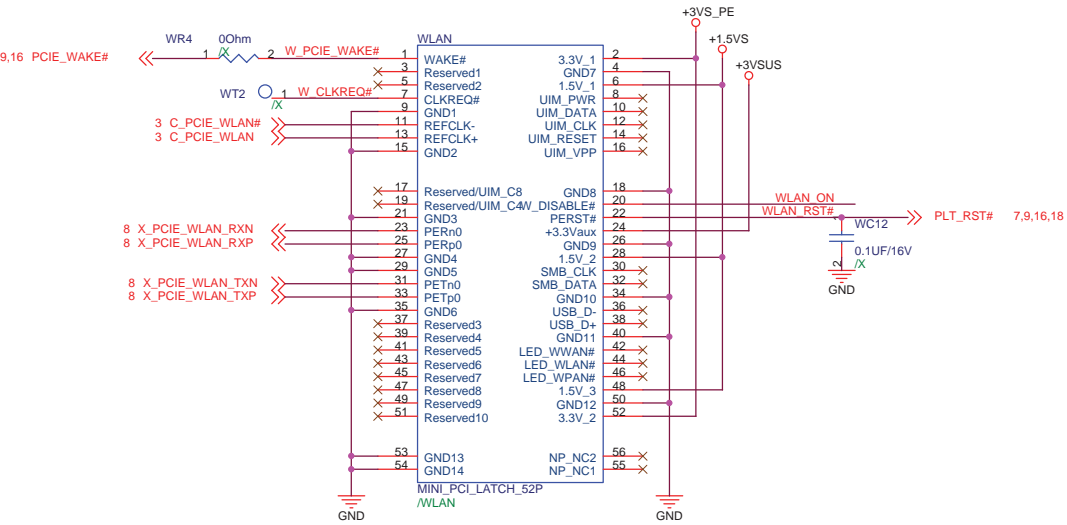 +3VS_PE
WR4 0Ohm WLAN +1.5VS
9,16 PCIE_WAKE# 1 /X 2 W_PCIE_WAKE# 1 WAKE# 3.3V_1 2
3 Reserved1 GND7 4 +3VSUS
5 Reserved2 1.5V_1 6
WT2 1 W_CLKREQ# 7 CLKREQ# UIM_PWR 8
/X 9 GND1 UIM_DATA 10
3 C_PCIE_WLAN# 11 REFCLK- UIM_CLK 12
3 C_PCIE_WLAN 13 REFCLK+ UIM_RESET 14
15 GND2 UIM_VPP 16
17 Reserved/UIM_C8 GND8 18
19 Reserved/UIM_C4 W_DISABLE# 20 WLAN_ON
21 GND3 PERST# 22 WLAN_RST# 1 PLT_RST# 7,9,16,18
8 X_PCIE_WLAN_RXN 23 PERn0 +3.3Vaux 24 WC12
8 X_PCIE_WLAN_RXP 25 PERp0 GND9 26
27 GND4 1.5V_2 28 0.1UF/16V
29 GND5 SMB_CLK 30 2 /X
8 X_PCIE_WLAN_TXN 31 PETn0 SMB_DATA 32
8 X_PCIE_WLAN_TXP 33 PETp0 GND10 34 GND
35 GND6 USB_D- 36
37 Reserved3 USB_D+ 38
39 Reserved4 GND11 40
41 Reserved5 LED_WWAN# 42
43 Reserved6 LED_WLAN# 44
45 Reserved7 LED_WPAN# 46
47 Reserved8 1.5V_3 48
49 Reserved9 GND12 50
51 Reserved10 3.3V_2 52
53 GND13 NP_NC2 56
54 GND14 NP_NC1 55
MINI_PCI_LATCH_52P
/WLAN
GND GND